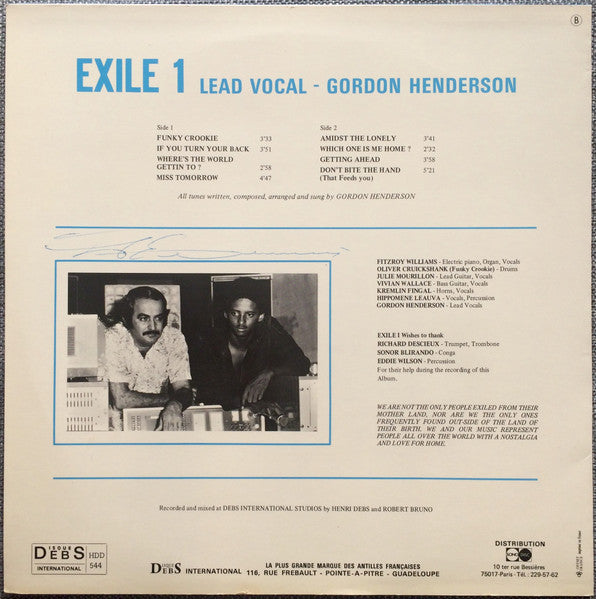 B
EXILE 1 LEAD VOCAL - GORDON HENDERSON
Side 1
FUNKY CROOKIE 3'33
IF YOU TURN YOUR BACK 3'51
WHERE'S THE WORLD
GETTIN TO ? 2'58
MISS TOMORROW 4'47
Side 2
AMIDST THE LONELY 3'41
WHICH ONE IS ME HOME ? 2'32
GETTING AHEAD 3'58
DON'T BITE THE HAND 5'21
(That Feeds you)
All tunes written, composed, arranged and sung by GORDON HENDERSON
FITZROY WILLIAMS - Electric piano, Organ, Vocals
OLIVER CRUICKSHANK (Funky Crookie) - Drums
JULIE MOURILLON - Lead Guitar, Vocals
VIVIAN WALLACE - Bass Guitar, Vocals
KREMLIN FINGAL - Horns, Vocals
HIPPOMENE LEAUVA - Vocals, Percussion
GORDON HENDERSON - Lead Vocals
EXILE I Wishes to thank
RICHARD DESCIEUX - Trumpet, Trombone
SONOR BLIRANDO - Conga
EDDIE WILSON - Percussion
For their help during the recording of this
Album.
WE ARE NOT THE ONLY PEOPLE EXILED FROM THEIR
MOTHER LAND, NOR ARE WE THE ONLY ONES
FREQUENTLY FOUND OUT-SIDE OF THE LAND OF
THEIR BIRTH. WE AND OUR MUSIC REPRESENT
PEOPLE ALL OVER THE WORLD WITH A NOSTALGIA
AND LOVE FOR HOME.
Recorded and mixed at DEBS INTERNATIONAL STUDIOS by HENRI DEBS and ROBERT BRUNO
DISQUE
DEBS
INTERNATIONAL
HDD
544
DISQUE
DEBS INTERNATIONAL
LA PLUS GRANDE MARQUE DES ANTILLES FRANÇAISES
116, RUE FREBAULT - POINTE-A-PITRE - GUADELOUPE
DISTRIBUTION
SONO DISC
10 ter rue Bessières
75017-Paris - Tél. : 229-57-62